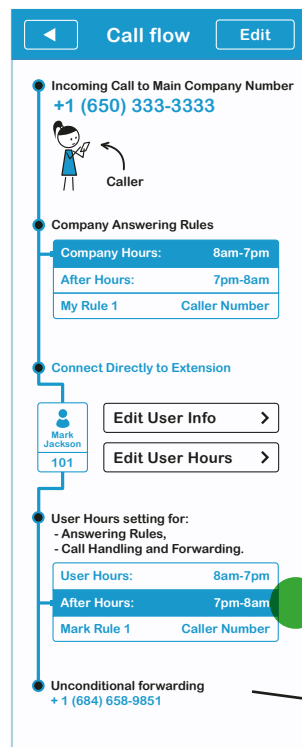 Call flow
Edit
Incoming Call to Main Company Number
+1 (650) 333-3333
Caller
Company Answering Rules
Company Hours: 8am-7pm
After Hours: 7pm-8am
My Rule 1 Caller Number
Connect Directly to Extension
Mark
Jackson
101
Edit User Info
Edit User Hours
User Hours setting for:
- Answering Rules,
- Call Handling and Forwarding.
User Hours: 8am-7pm
After Hours: 7pm-8am
Mark Rule 1 Caller Number
Unconditional forwarding
+ 1 (684) 658-9851